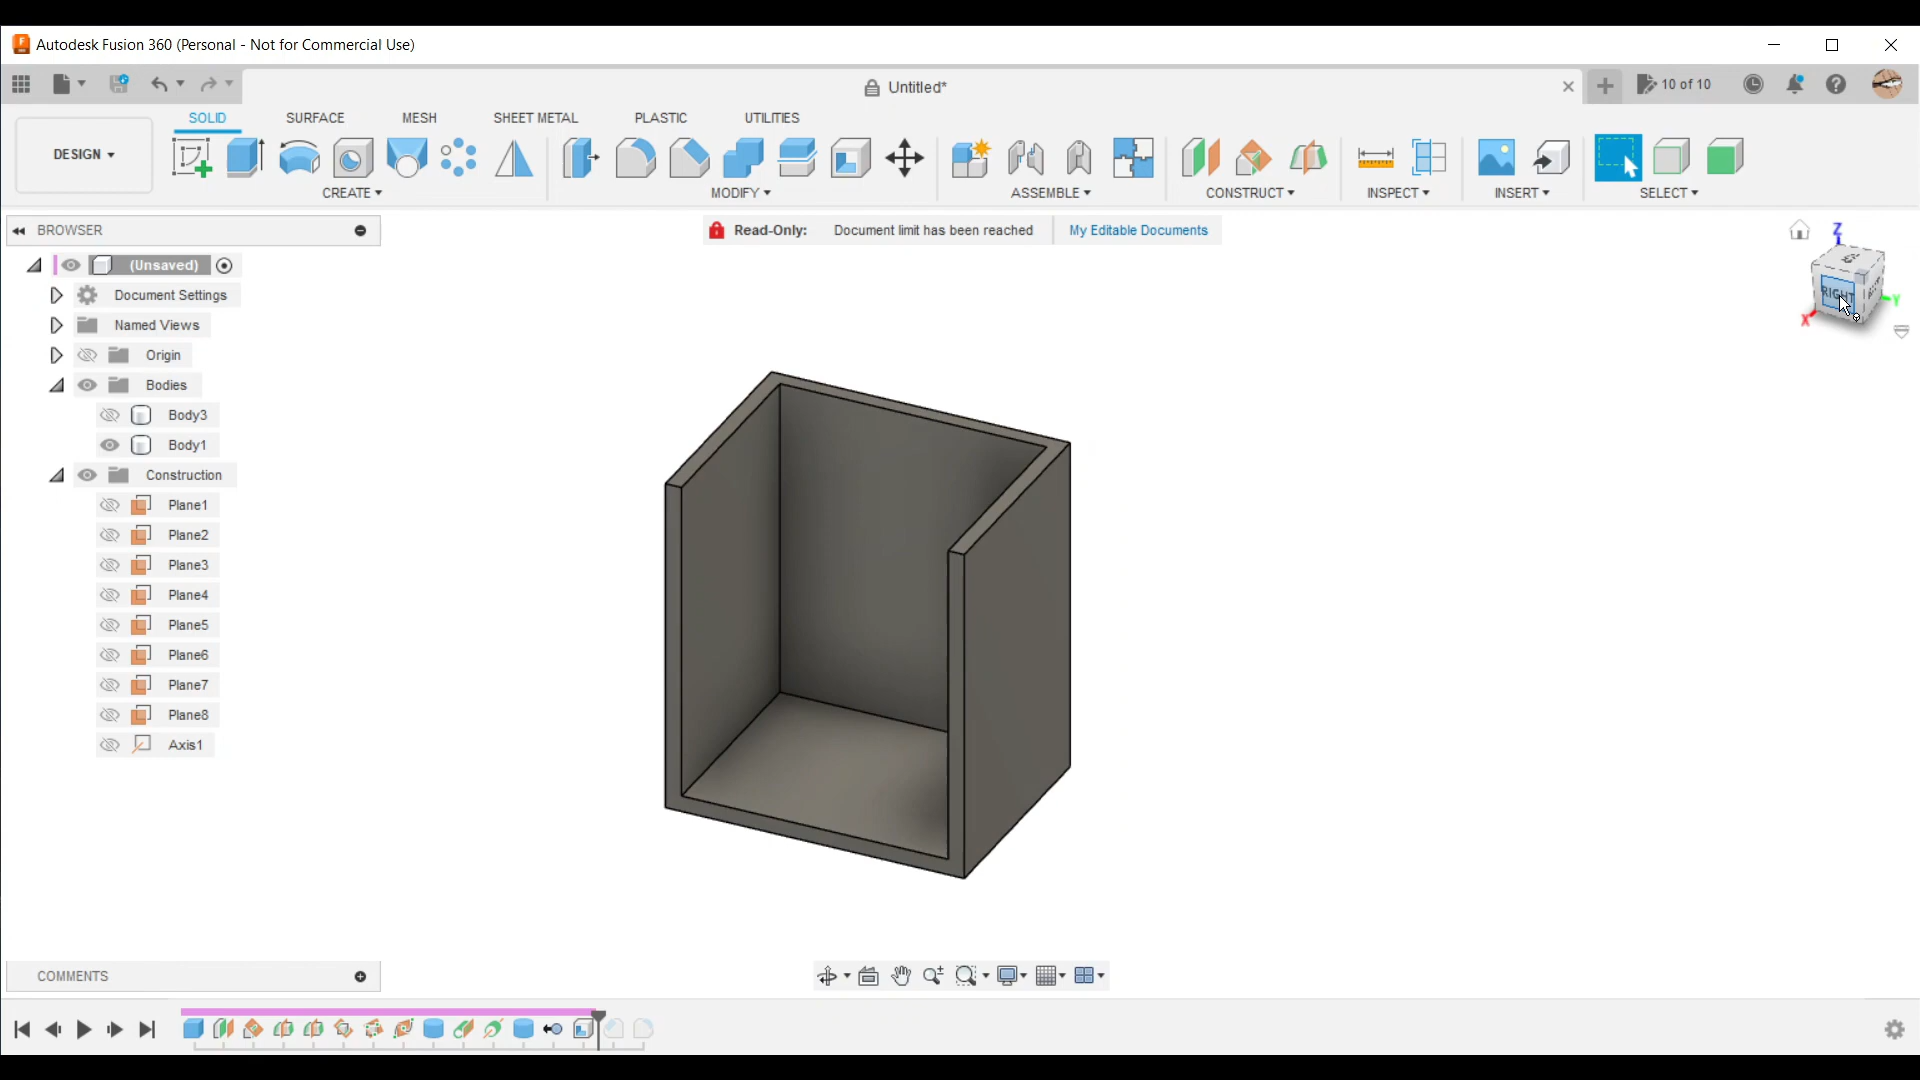 Autodesk Fusion 360 (Personal - Not for Commercial Use)
Untitled*
10 of 10
SOLID SURFACE MESH SHEET METAL PLASTIC UTILITIES
DESIGN
CREATE MODIFY ASSEMBLE CONSTRUCT INSPECT INSERT SELECT
BROWSER
Read-Only: Document limit has been reached My Editable Documents
Z
(Unsaved)
Document Settings
RIGHT
Y
X
Named Views
Origin
Bodies
Body3
Body1
Construction
Plane1
Plane2
Plane3
Plane4
Plane5
Plane6
Plane7
Plane8
Axis1
COMMENTS